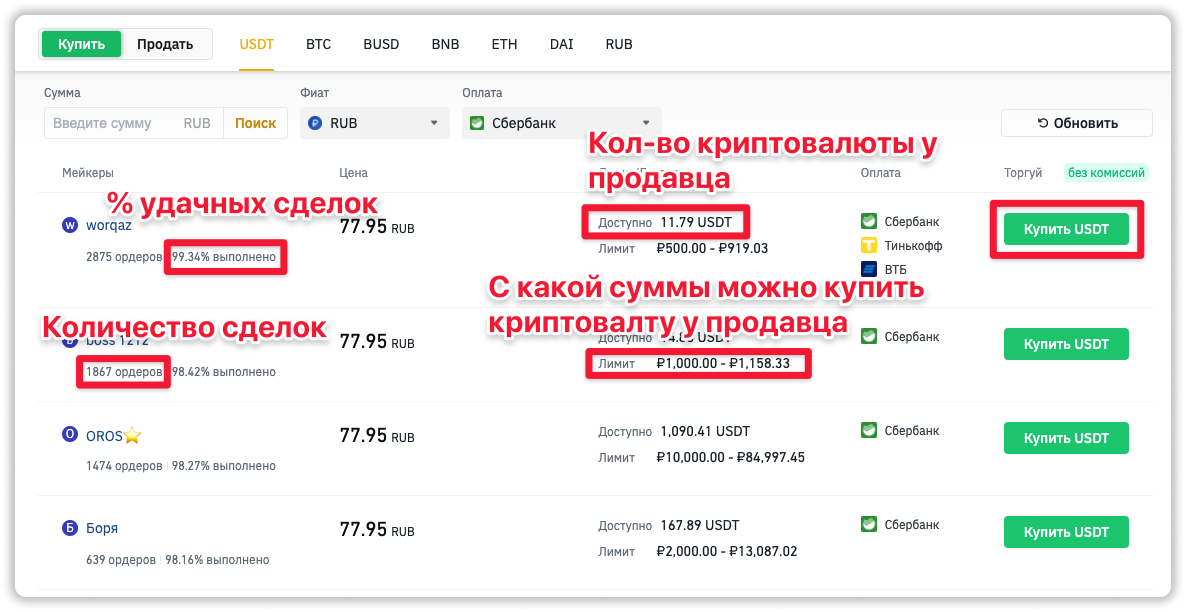 Купить Продать USDT BTC BUSD BNB ETH DAI RUB
Сумма Фиат Оплата
Введите сумму RUB Поиск RUB Сбербанк Обновить
Кол-во криптовалюты у
продавца
Мейкеры Цена Оплата Торгуй без комиссий
% удачных сделок
worqaz 77.95 RUB Доступно 11.79 USDT Сбербанк Купить USDT
2875 ордеров 99.34% выполнено Лимит ₽500.00 - ₽919.03 Тинькофф
ВТБ
С какой суммы можно купить
криптовалту у продавца
Количество сделок
boss 1212 77.95 RUB Доступно USDT Сбербанк Купить USDT
1867 ордеров 98.42% выполнено Лимит ₽1,000.00 - ₽1,158.33
OROS⭐ 77.95 RUB Доступно 1,090.41 USDT Сбербанк Купить USDT
1474 ордеров 98.27% выполнено Лимит ₽10,000.00 - ₽84,997.45
Боря 77.95 RUB Доступно 167.89 USDT Сбербанк Купить USDT
639 ордеров 98.16% выполнено Лимит ₽2,000.00 - ₽13,087.02